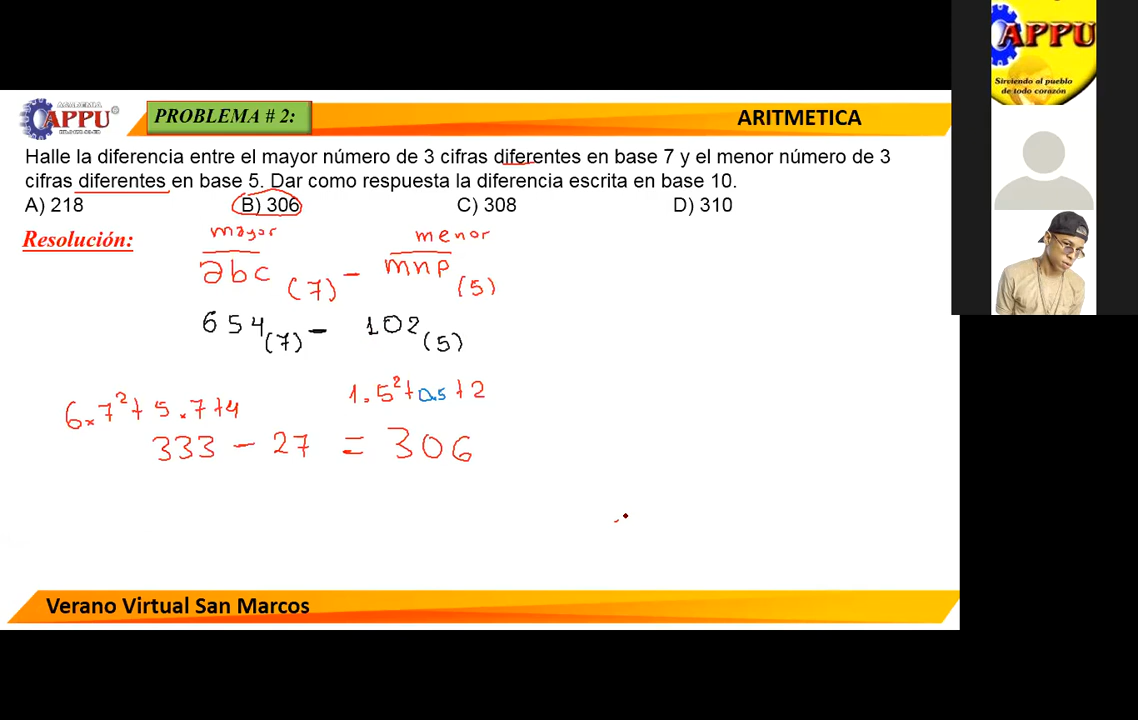 APPU
Sirviendo al pueblo
de todo corazón
ACADEMIA
APPU
PROBLEMA # 2:
ARITMETICA
Halle la diferencia entre el mayor número de 3 cifras diferentes en base 7 y el menor número de 3
cifras diferentes en base 5. Dar como respuesta la diferencia escrita en base 10.
A) 218 B) 306 C) 308 D) 310
Resolución:
mayor menor
abc (7) - mnp (5)
654(7) - 102(5)
6×7²+5.7+4 1.5²+0.5+2
333 - 27 = 306
Verano Virtual San Marcos